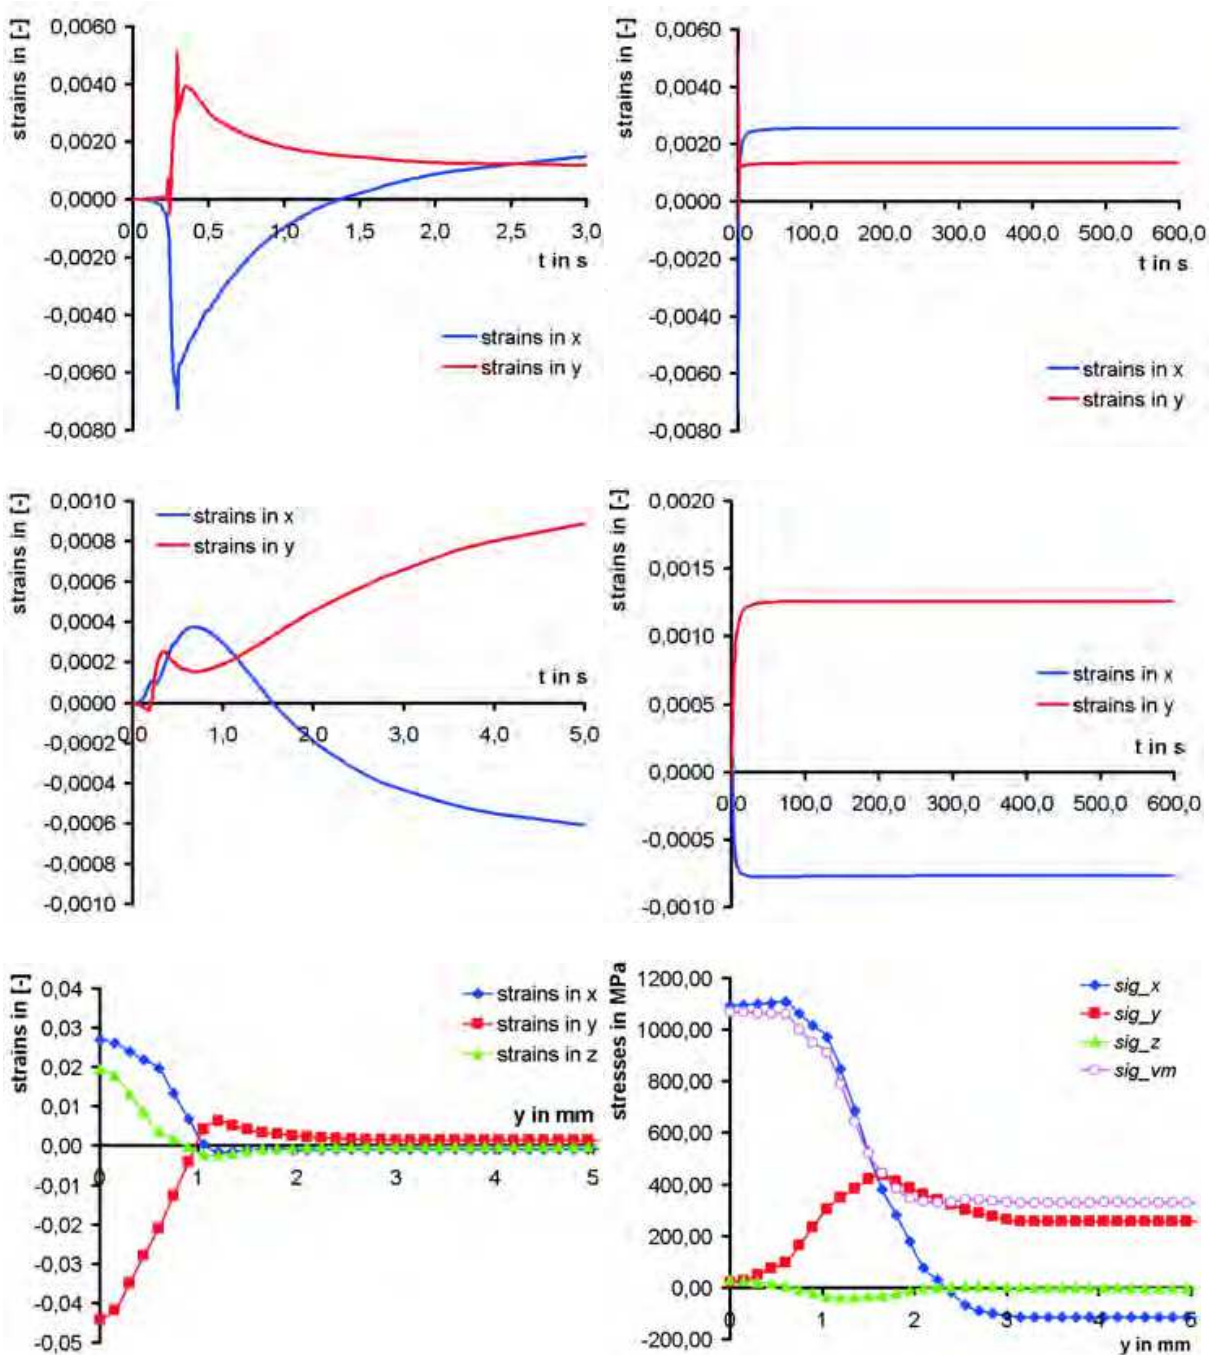 strains in [-]
0,0060
0,0040
0,0020
0,0000
-0,0020
-0,0040
-0,0060
-0,0080
0,0 0,5 1,0 1,5 2,0 2,5 3,0
t in s
strains in x
strains in y
strains in [-]
0,0060
0,0040
0,0020
0,0000
-0,0020
-0,0040
-0,0060
-0,0080
0,0 100,0 200,0 300,0 400,0 500,0 600,0
t in s
strains in x
strains in y
strains in [-]
0,0010
0,0008
0,0006
0,0004
0,0002
0,0000
-0,0002
-0,0004
-0,0006
-0,0008
-0,0010
strains in x
strains in y
t in s
0,0 1,0 2,0 3,0 4,0 5,0
strains in [-]
0,0020
0,0015
0,0010
0,0005
0,0000
-0,0005
-0,0010
strains in x
strains in y
t in s
0,0 100,0 200,0 300,0 400,0 500,0 600,0
strains in [-]
0,04
0,03
0,02
0,01
0,00
-0,01
-0,02
-0,03
-0,04
-0,05
strains in x
strains in y
strains in z
y in mm
0 1 2 3 4 5
stresses in MPa
1200,00
1000,00
800,00
600,00
400,00
200,00
0,00
-200,00
sig_x
sig_y
sig_z
sig_vm
0 1 2 3 4 5
y in mm